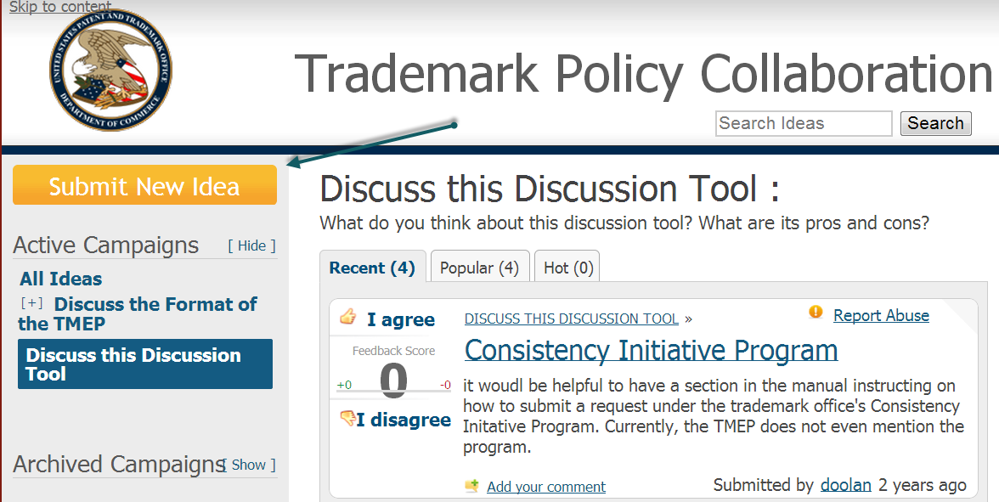 Skip to content
UNITED STATES PATENT AND TRADEMARK OFFICE
DEPARTMENT OF COMMERCE
Trademark Policy Collaboration
Search Ideas
Search
Submit New Idea
Active Campaigns [ Hide ]
All Ideas
[+] Discuss the Format of
the TMEP
Discuss this Discussion
Tool
Archived Campaigns [ Show ]
Discuss this Discussion Tool :
What do you think about this discussion tool? What are its pros and cons?
Recent (4) Popular (4) Hot (0)
I agree
Feedback Score
+0 0 -0
I disagree
DISCUSS THIS DISCUSSION TOOL »
Report Abuse
Consistency Initiative Program
it woudl be helpful to have a section in the manual instructing on
how to submit a request under the trademark office's Consistency
Initative Program. Currently, the TMEP does not even mention the
program.
Add your comment
Submitted by doolan 2 years ago